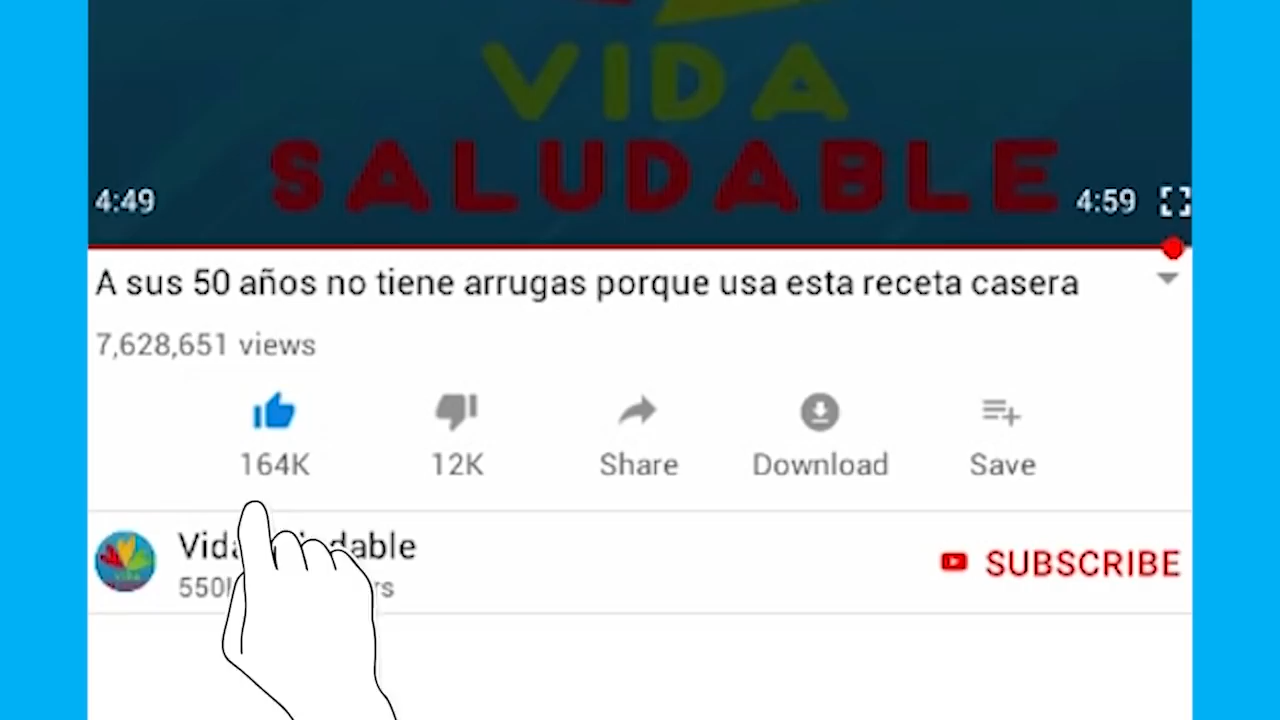 VIDA
SALUDABLE
4:49
4:59
A sus 50 años no tiene arrugas porque usa esta receta casera
7,628,651 views
164K
12K
Share
Download
Save
SUBSCRIBE
VIDA